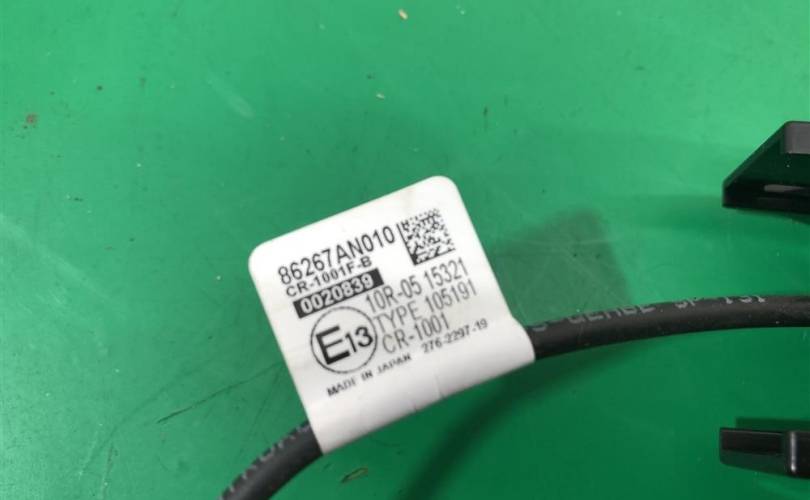 86267AN010
CR-1001F-B
0020839
10R-05 15321
TYPE 105191
CR-1001
E13
MADE IN JAPAN 276-2297-19